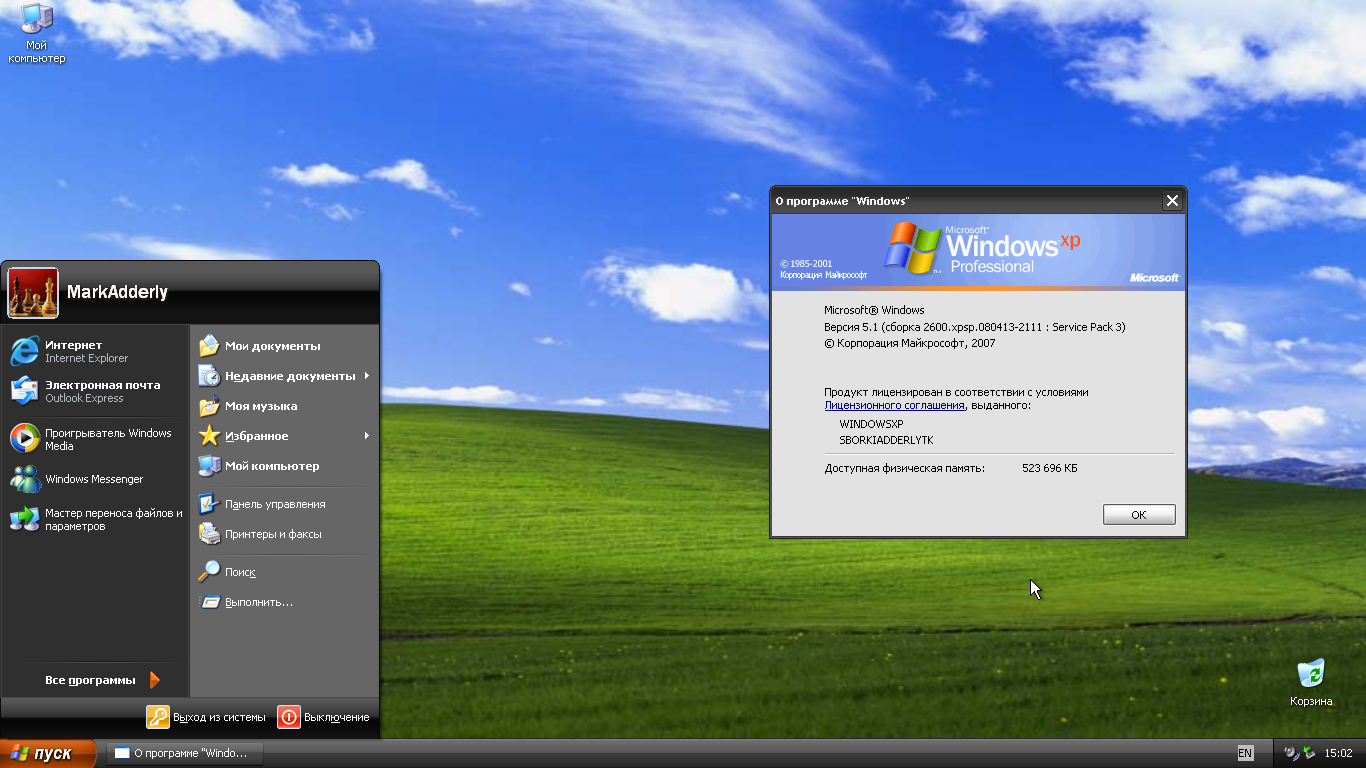 Мой
компьютер
О программе "Windows"
© 1985-2001
Корпорация Майкрософт
Microsoft®
Windows xp
Professional
Microsoft®
Microsoft® Windows
Версия 5.1 (сборка 2600.xpsp.080413-2111 : Service Pack 3)
© Корпорация Майкрософт, 2007
Продукт лицензирован в соответствии с условиями
Лицензионного соглашения, выданного:
WINDOWSXP
SBORKIADDERLYTK
Доступная физическая память: 523 696 КБ
OK
MarkAdderly
Интернет
Internet Explorer
Электронная почта
Outlook Express
Проигрыватель Windows
Media
Windows Messenger
Мастер переноса файлов и
параметров
Все программы
Мои документы
Недавние документы
Моя музыка
Избранное
Мой компьютер
Панель управления
Принтеры и факсы
Поиск
Выполнить...
Выход из системы
Выключение
Корзина
пуск
О программе "Windo...
EN
15:02